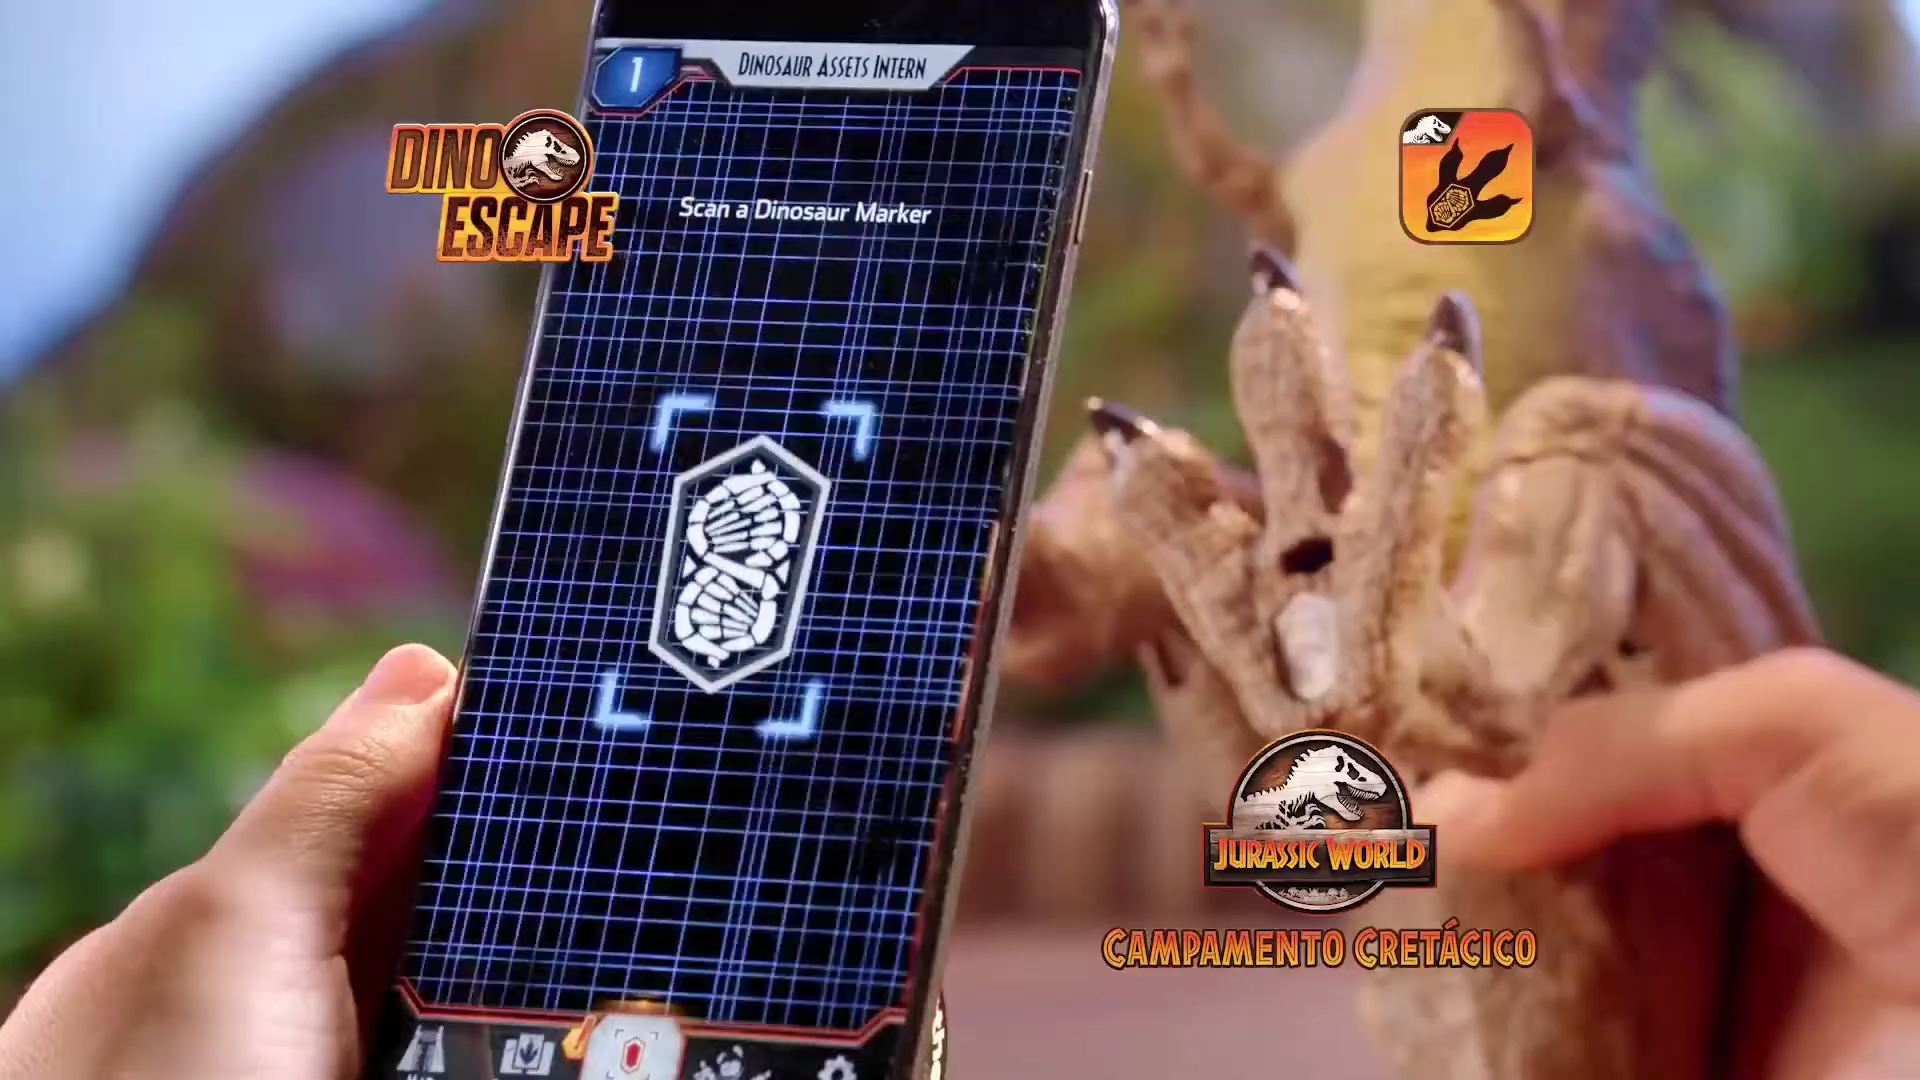 1
DINOSAUR ASSETS INTERN
DINO
ESCAPE
Scan a Dinosaur Marker
JURASSIC WORLD
CAMPAMENTO CRETÁCICO